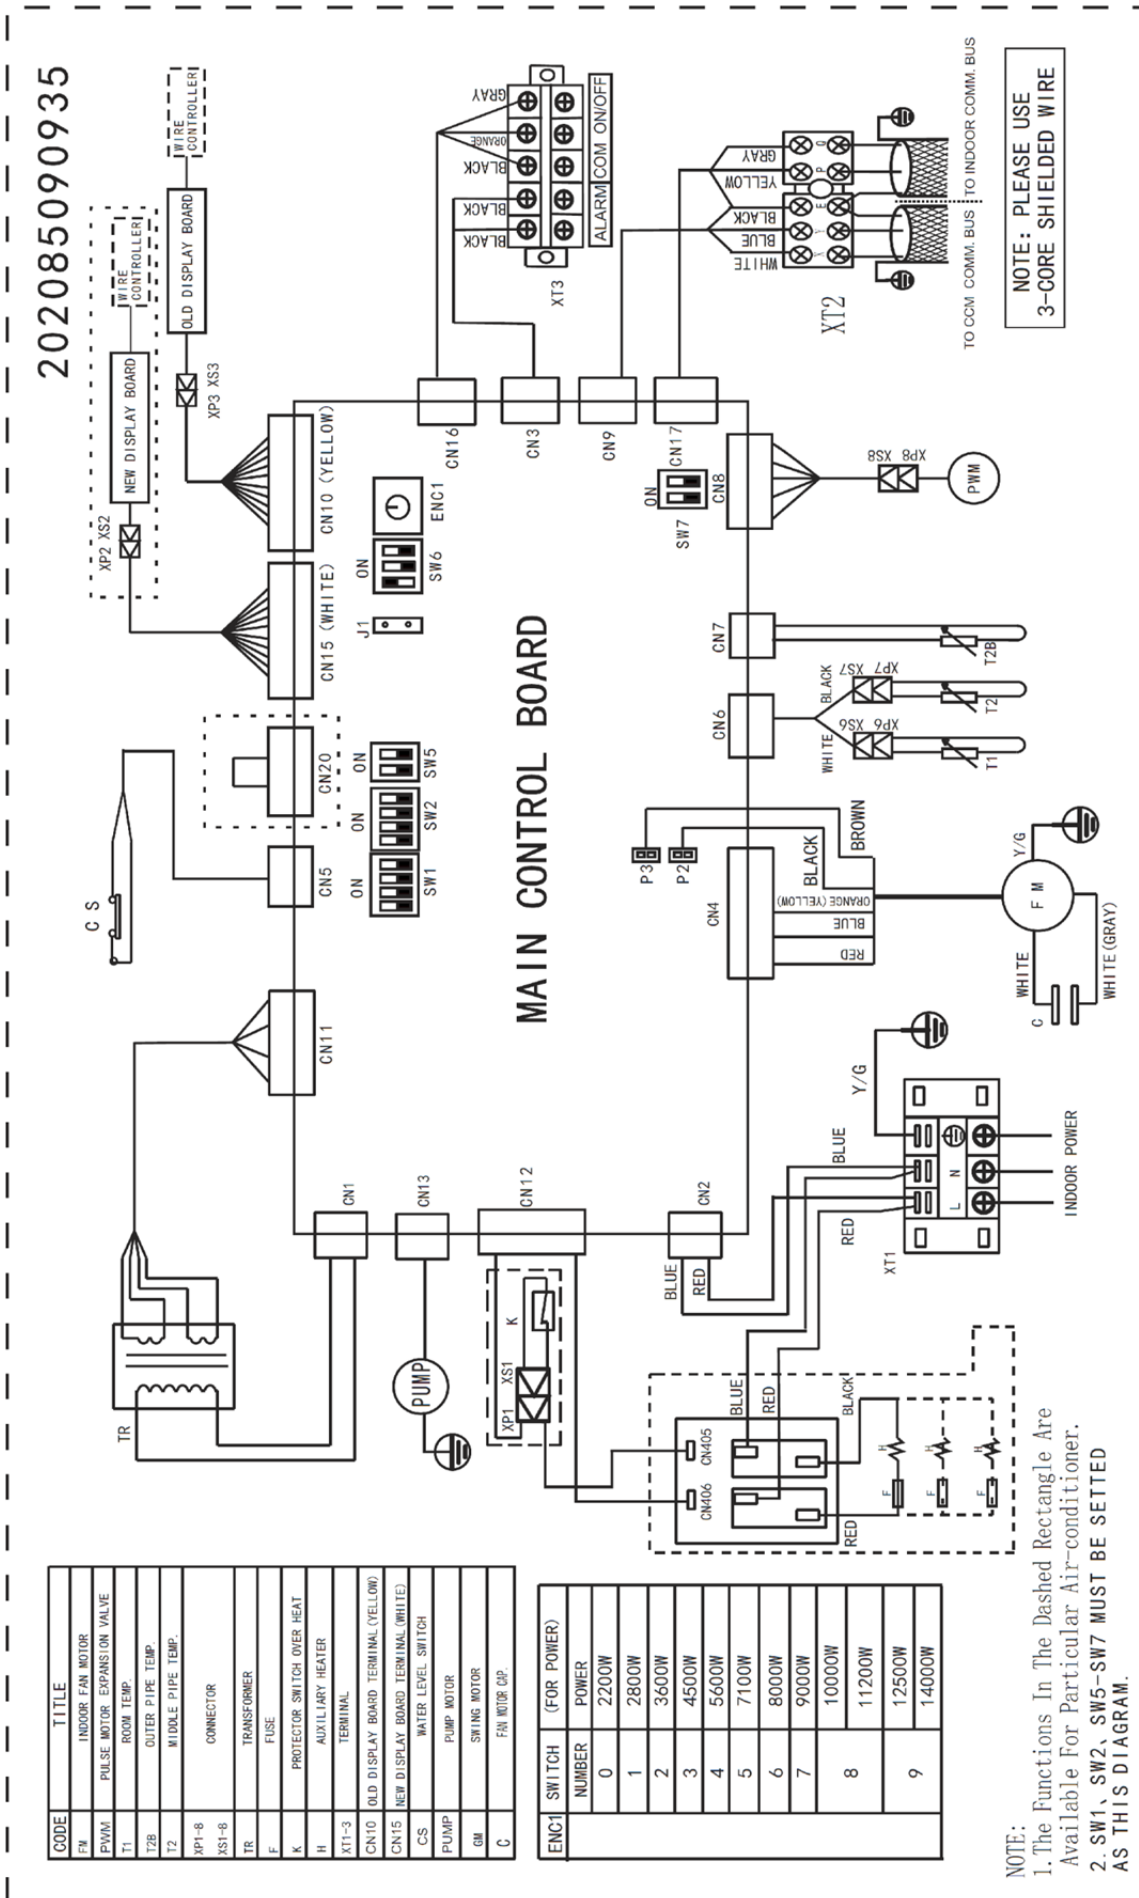 202085090935
WIRE
CONTROLLER
WIRE
CONTROLLER
OLD DISPLAY BOARD
NEW DISPLAY BOARD
XP3 XS3
XP2 XS2
CN10 (YELLOW)
CN15 (WHITE)
CN20
CN5
CN11
C S
TR
ENC1
ON
SW6
J1
ON
SW5
ON
SW2
ON
SW1
MAIN CONTROL BOARD
CN16
CN3
CN9
CN17
GRAY
ORANGE
BLACK
BLACK
BLACK
ALARM
COM ON/OFF
XT3
GRAY
YELLOW
BLACK
BLUE
WHITE
Q
P
E
Y
X
XT2
TO CCM COMM. BUS
TO INDOOR COMM. BUS
NOTE: PLEASE USE
3-CORE SHIELDED WIRE
ON
SW7
CN8
XS8
XP8
PWM
CN7
T2B
CN6
BLACK
XS7
XP7
T2
WHITE
XS6
XP6
T1
P3
P2
CN4
BROWN
BLACK
ORANGE(YELLOW)
BLUE
RED
F M
Y/G
WHITE
WHITE(GRAY)
C
CN1
CN13
CN12
CN2
PUMP
K
XP1
XS1
BLUE
RED
BLUE
RED
Y/G
L
N
XT1
INDOOR POWER
CN405
CN406
BLUE
RED
BLACK
RED
H
F
H
F
H
F
CODE TITLE
FM INDOOR FAN MOTOR
PWM PULSE MOTOR EXPANSION VALVE
T1 ROOM TEMP.
T2B OUTER PIPE TEMP.
T2 MIDDLE PIPE TEMP.
XP1-8
XS1-8
CONNECTOR
TR TRANSFORMER
F FUSE
K PROTECTOR SWITCH OVER HEAT
H AUXILIARY HEATER
XT1-3 TERMINAL
CN10 OLD DISPLAY BOARD TERMINAL(YELLOW)
CN15 NEW DISPLAY BOARD TERMINAL(WHITE)
CS WATER LEVEL SWITCH
PUMP PUMP MOTOR
GM SWING MOTOR
C FAN MOTOR CAP.
ENC1 SWITCH (FOR POWER)
NUMBER POWER
0 2200W
1 2800W
2 3600W
3 4500W
4 5600W
5 7100W
6 8000W
7 9000W
8 10000W
11200W
9 12500W
14000W
NOTE:
1. The Functions In The Dashed Rectangle Are
Available For Particular Air-conditioner.
2. SW1、SW2、SW5-SW7 MUST BE SETTED
AS THIS DIAGRAM.